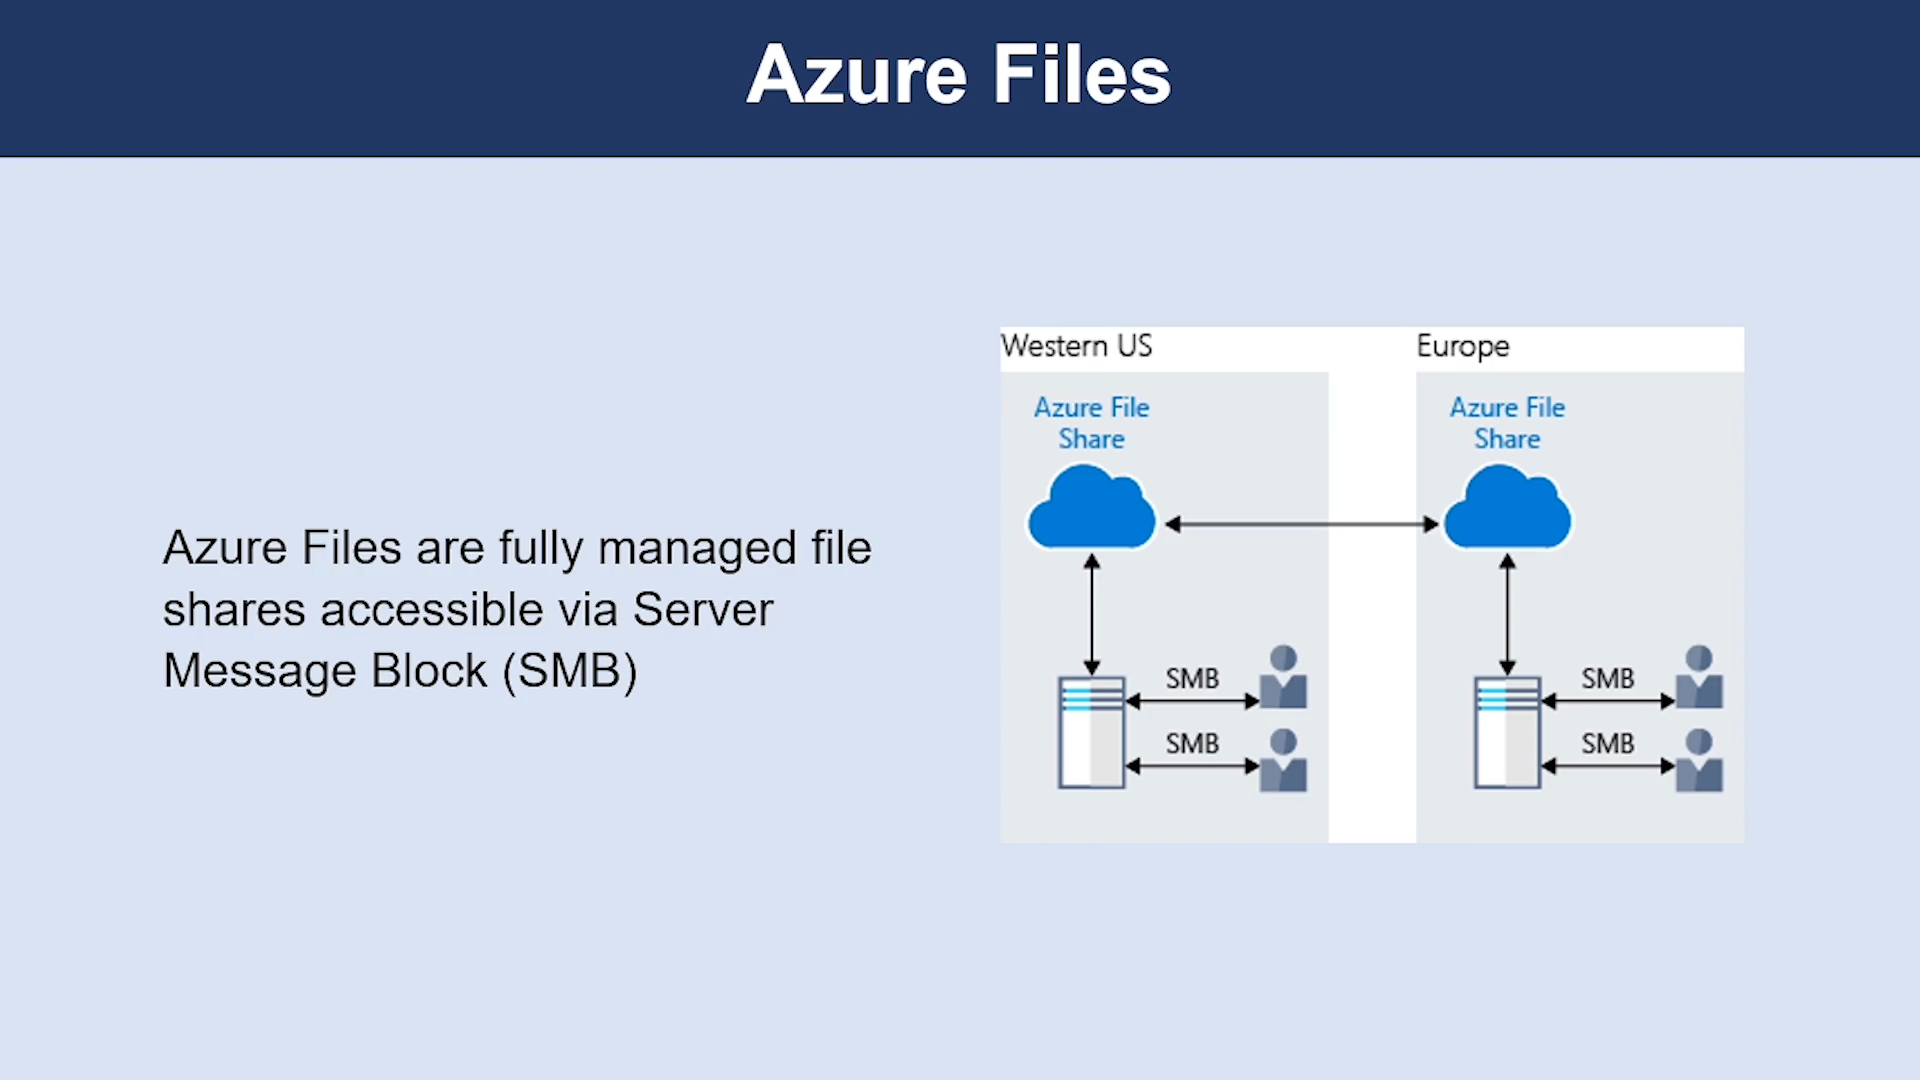 Azure Files
Azure Files are fully managed file
shares accessible via Server
Message Block (SMB)
Western US
Azure File
Share
SMB
SMB
Europe
Azure File
Share
SMB
SMB